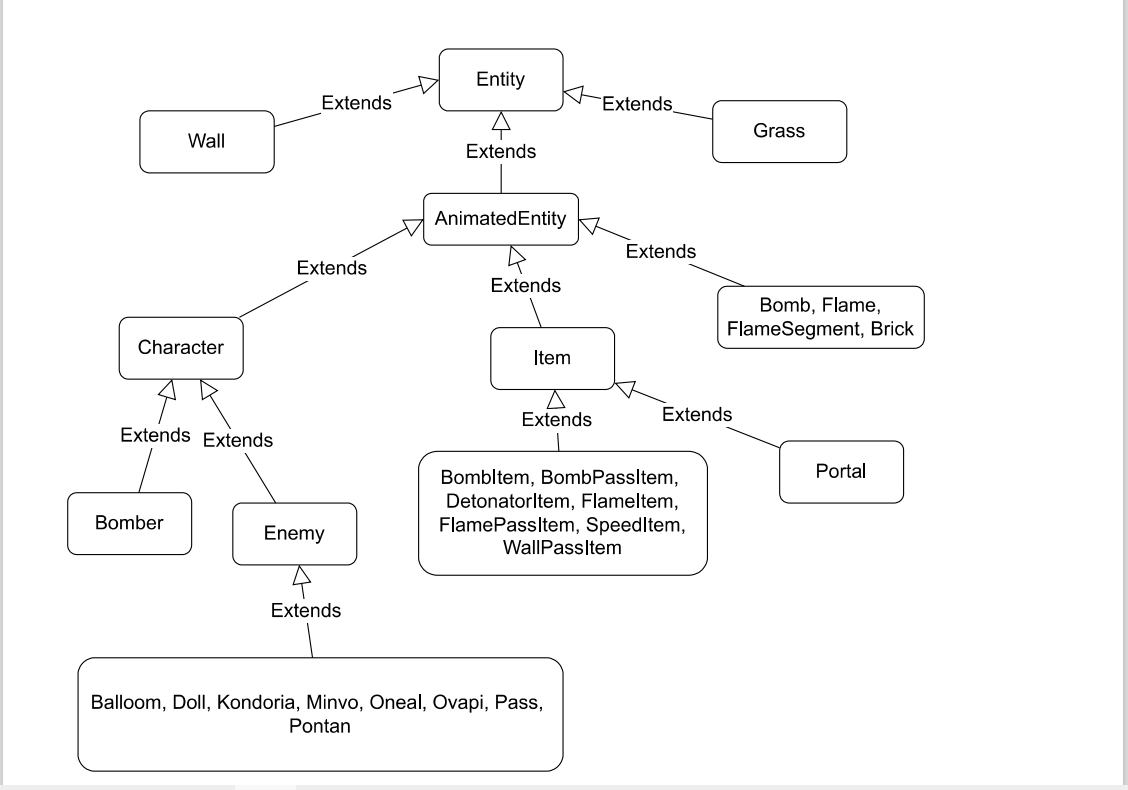 Entity
Extends
Extends
Wall
Grass
Extends
AnimatedEntity
Extends
Extends
Extends
Bomb, Flame,
FlameSegment, Brick
Character
Item
Extends
Extends
Extends
Extends
BombItem, BombPassItem,
DetonatorItem, FlameItem,
FlamePassItem, SpeedItem,
WallPassItem
Portal
Bomber
Enemy
Extends
Balloom, Doll, Kondoria, Minvo, Oneal, Ovapi, Pass,
Pontan